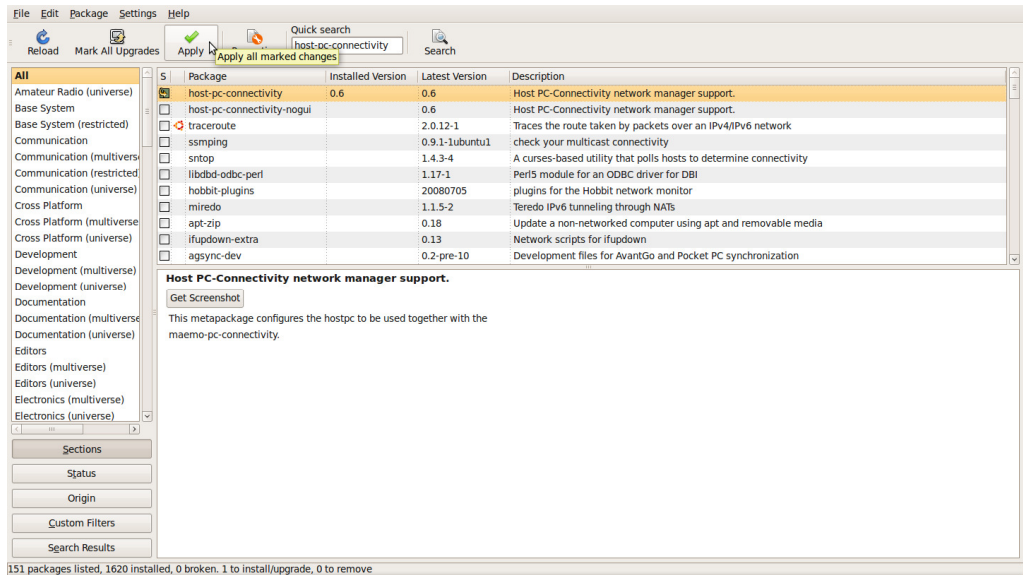 File Edit Package Settings Help
Quick search
Reload Mark All Upgrades Apply host-pc-connectivity Search
Apply all marked changes
All
Amateur Radio (universe)
Base System
Base System (restricted)
Communication
Communication (multiverse
Communication (restricted
Communication (universe)
Cross Platform
Cross Platform (multiverse
Cross Platform (universe)
Development
Development (multiverse)
Development (universe)
Documentation
Documentation (multiverse
Documentation (universe)
Editors
Editors (multiverse)
Editors (universe)
Electronics (multiverse)
Electronics (universe)
Sections
Status
Origin
Custom Filters
Search Results
S Package Installed Version Latest Version Description
host-pc-connectivity 0.6 0.6 Host PC-Connectivity network manager support.
host-pc-connectivity-nogui 0.6 Host PC-Connectivity network manager support.
traceroute 2.0.12-1 Traces the route taken by packets over an IPv4/IPv6 network
ssmping 0.9.1-1ubuntu1 check your multicast connectivity
sntop 1.4.3-4 A curses-based utility that polls hosts to determine connectivity
libdbd-odbc-perl 1.17-1 Perl5 module for an ODBC driver for DBI
hobbit-plugins 20080705 plugins for the Hobbit network monitor
miredo 1.1.5-2 Teredo IPv6 tunneling through NATs
apt-zip 0.18 Update a non-networked computer using apt and removable media
ifupdown-extra 0.13 Network scripts for ifupdown
agsync-dev 0.2-pre-10 Development files for AvantGo and Pocket PC synchronization
Host PC-Connectivity network manager support.
Get Screenshot
This metapackage configures the hostpc to be used together with the
maemo-pc-connectivity.
151 packages listed, 1620 installed, 0 broken. 1 to install/upgrade, 0 to remove